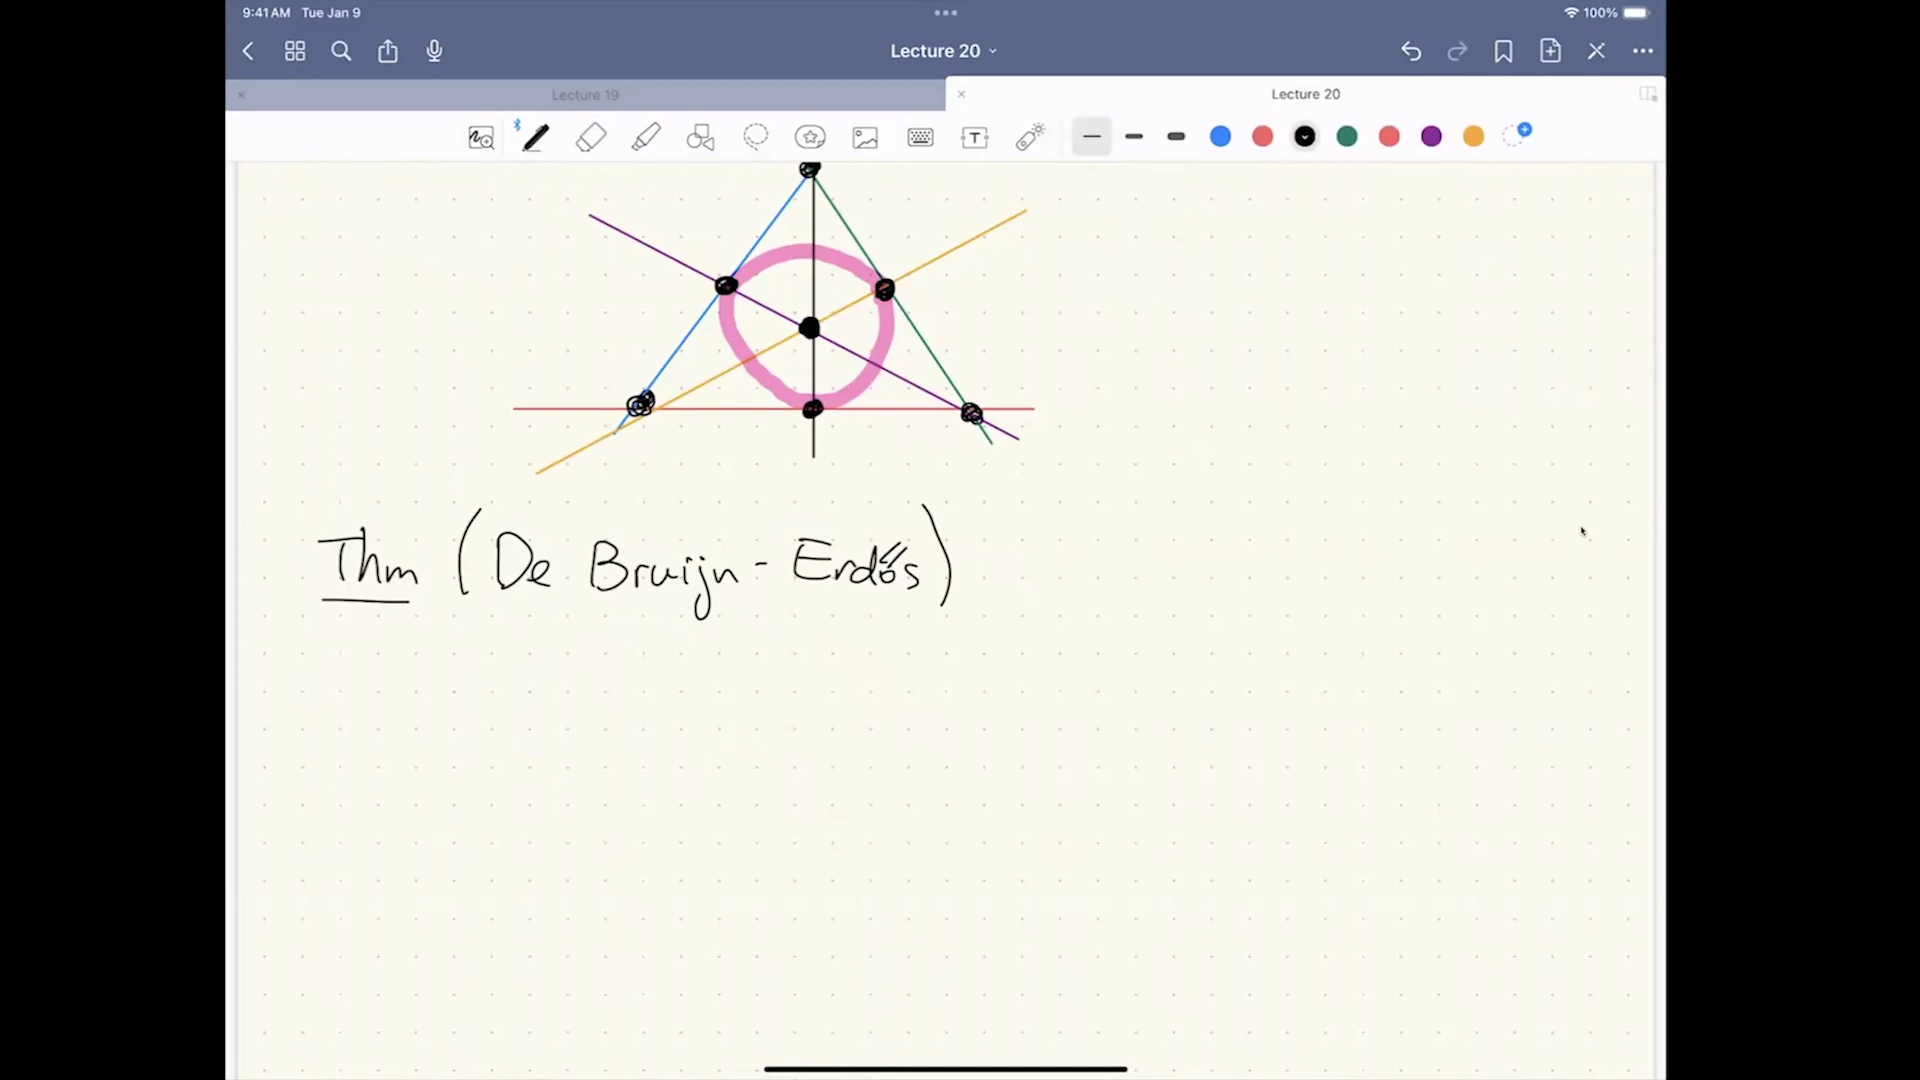 9:41 AM Tue Jan 9
100%
Lecture 20
Lecture 19
Lecture 20
T
Thm (De Bruijn - Erdős)